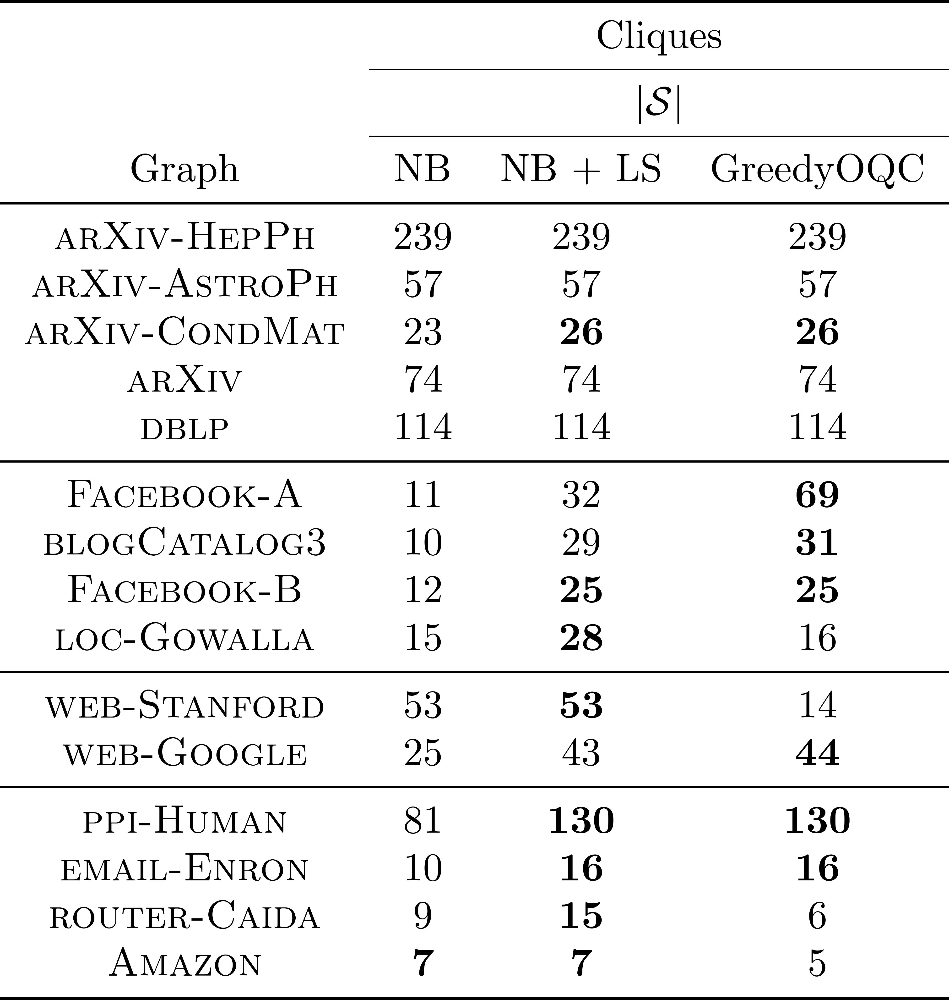 Cliques
|S|
Graph NB NB + LS GreedyOQC
arXiv-HepPh 239 239 239
arXiv-AstroPh 57 57 57
arXiv-CondMat 23 26 26
arXiv 74 74 74
dblp 114 114 114
Facebook-A 11 32 69
blogCatalog3 10 29 31
Facebook-B 12 25 25
loc-Gowalla 15 28 16
web-Stanford 53 53 14
web-Google 25 43 44
ppi-Human 81 130 130
email-Enron 10 16 16
router-Caida 9 15 6
Amazon 7 7 5